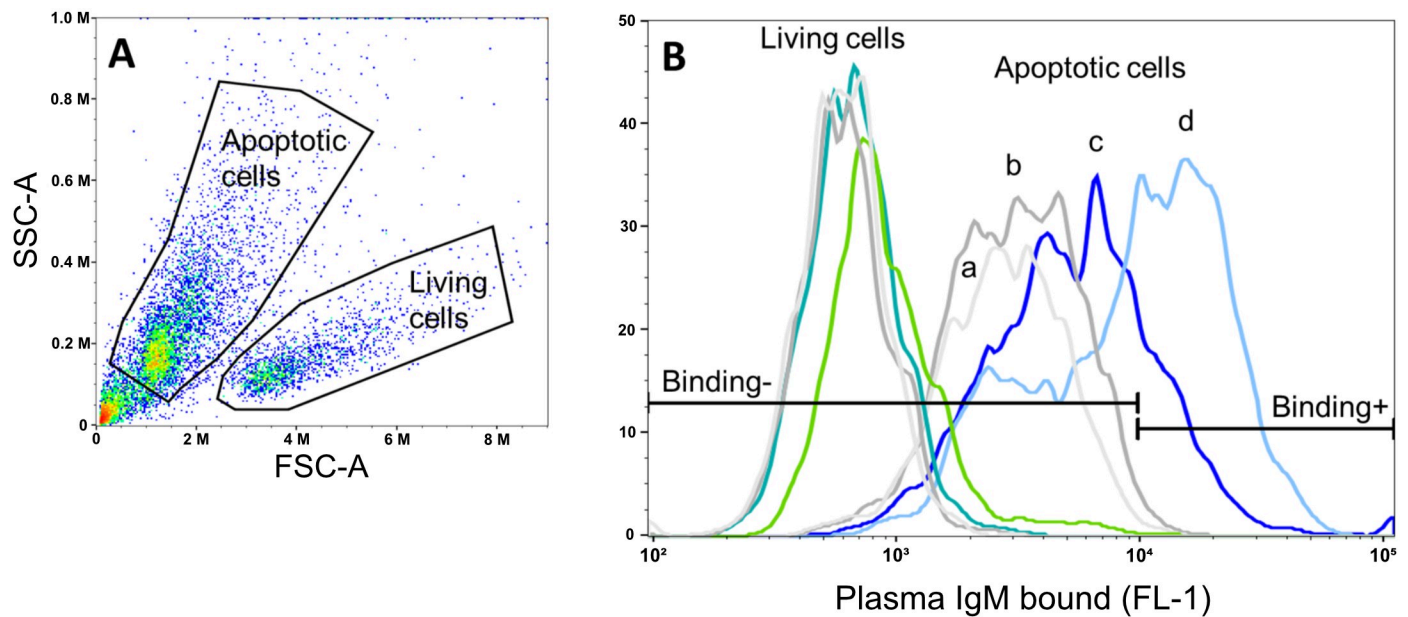 A
1.0 M
0.8 M
0.6 M
0.4 M
0.2 M
0
SSC-A
Apoptotic
cells
Living
cells
0
2 M
4 M
6 M
8 M
FSC-A
B
50
40
30
20
10
0
Living cells
Apoptotic cells
a
b
c
d
Binding-
Binding+
10²
10³
10⁴
10⁵
Plasma IgM bound (FL-1)